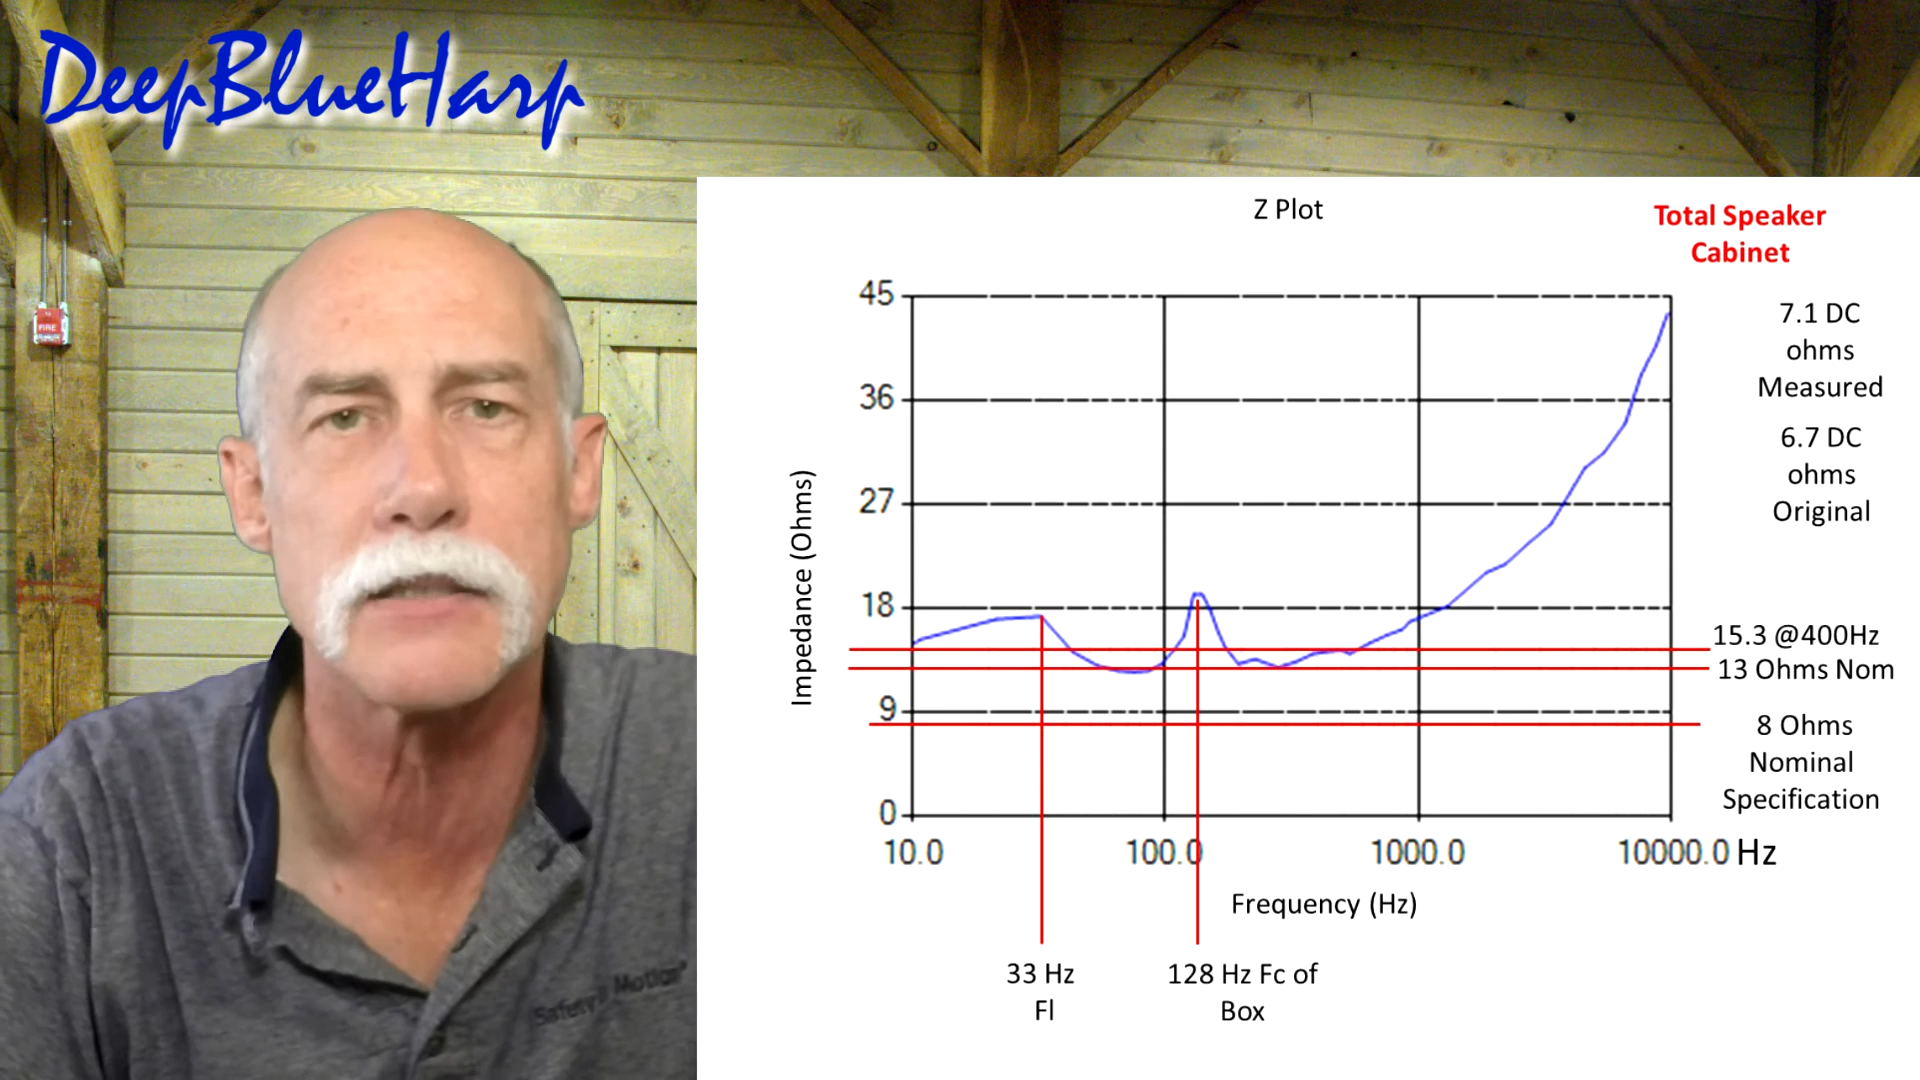 DeepBlueHarp
FIRE
Z Plot
Total Speaker
Cabinet
45
36
27
18
9
0
Impedance (Ohms)
7.1 DC
ohms
Measured
6.7 DC
ohms
Original
15.3 @400Hz
13 Ohms Nom
8 Ohms
Nominal
Specification
10.0
100.0
1000.0
10000.0 Hz
Frequency (Hz)
33 Hz
Fl
128 Hz Fc of
Box
Motion